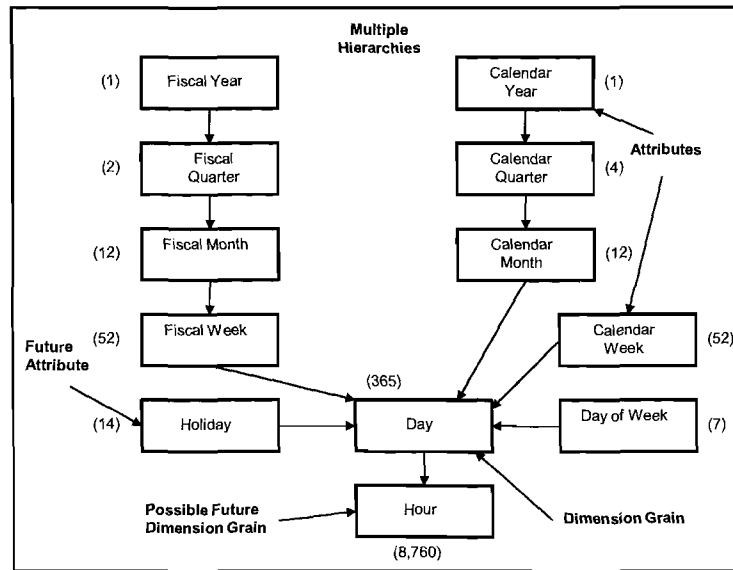 Multiple
Hierarchies
(1)
Fiscal Year
Calendar
Year
(1)
(2)
Fiscal
Quarter
Calendar
Quarter
(4)
Attributes
(12)
Fiscal Month
Calendar
Month
(12)
(52)
Fiscal Week
Calendar
Week
(52)
Future
Attribute
(365)
(14)
Holiday
Day
Day of Week
(7)
Possible Future
Dimension Grain
Hour
Dimension Grain
(8,760)